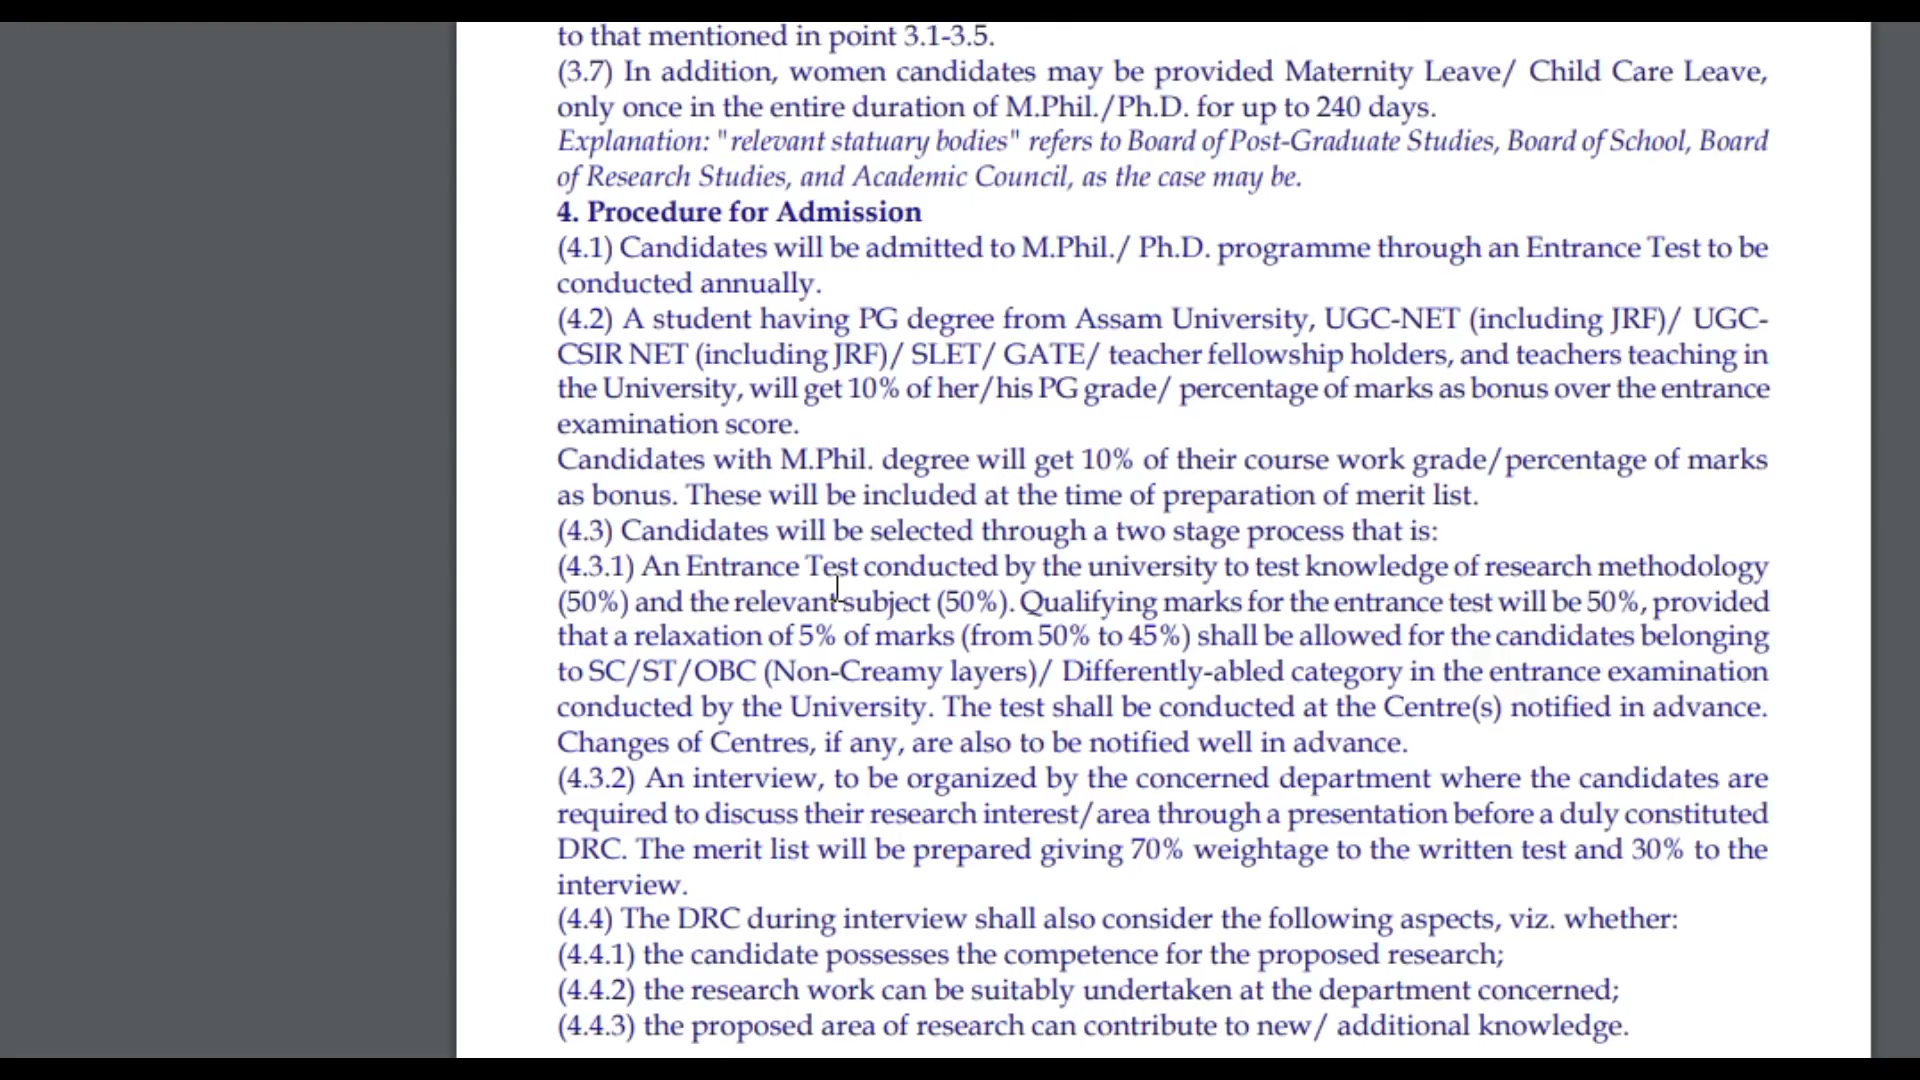 to that mentioned in point 3.1-3.5.
(3.7) In addition, women candidates may be provided Maternity Leave/ Child Care Leave,
only once in the entire duration of M.Phil./Ph.D. for up to 240 days.
Explanation: "relevant statuary bodies" refers to Board of Post-Graduate Studies, Board of School, Board
of Research Studies, and Academic Council, as the case may be.
4. Procedure for Admission
(4.1) Candidates will be admitted to M.Phil./ Ph.D. programme through an Entrance Test to be
conducted annually.
(4.2) A student having PG degree from Assam University, UGC-NET (including JRF)/ UGC-
CSIR NET (including JRF)/ SLET/ GATE/ teacher fellowship holders, and teachers teaching in
the University, will get 10% of her/his PG grade/ percentage of marks as bonus over the entrance
examination score.
Candidates with M.Phil. degree will get 10% of their course work grade/percentage of marks
as bonus. These will be included at the time of preparation of merit list.
(4.3) Candidates will be selected through a two stage process that is:
(4.3.1) An Entrance Test conducted by the university to test knowledge of research methodology
(50%) and the relevant subject (50%). Qualifying marks for the entrance test will be 50%, provided
that a relaxation of 5% of marks (from 50% to 45%) shall be allowed for the candidates belonging
to SC/ST/OBC (Non-Creamy layers)/ Differently-abled category in the entrance examination
conducted by the University. The test shall be conducted at the Centre(s) notified in advance.
Changes of Centres, if any, are also to be notified well in advance.
(4.3.2) An interview, to be organized by the concerned department where the candidates are
required to discuss their research interest/area through a presentation before a duly constituted
DRC. The merit list will be prepared giving 70% weightage to the written test and 30% to the
interview.
(4.4) The DRC during interview shall also consider the following aspects, viz. whether:
(4.4.1) the candidate possesses the competence for the proposed research;
(4.4.2) the research work can be suitably undertaken at the department concerned;
(4.4.3) the proposed area of research can contribute to new/ additional knowledge.